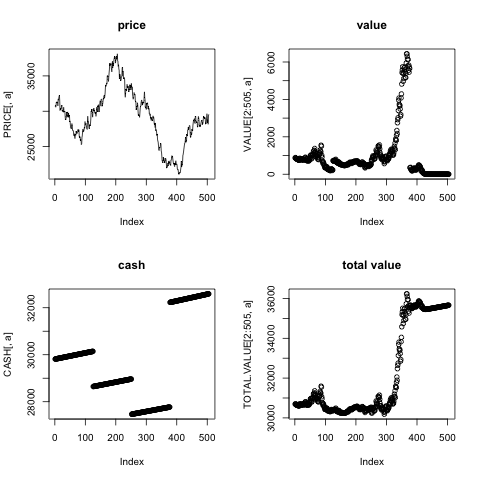 price
PRICE[, a]
25000 35000
0 100 200 300 400 500
Index
value
VALUE[2:505, a]
0 2000 4000 6000
0 100 200 300 400 500
Index
cash
CASH[, a]
28000 30000 32000
0 100 200 300 400 500
Index
total value
TOTAL.VALUE[2:505, a]
30000 32000 34000 36000
0 100 200 300 400 500
Index